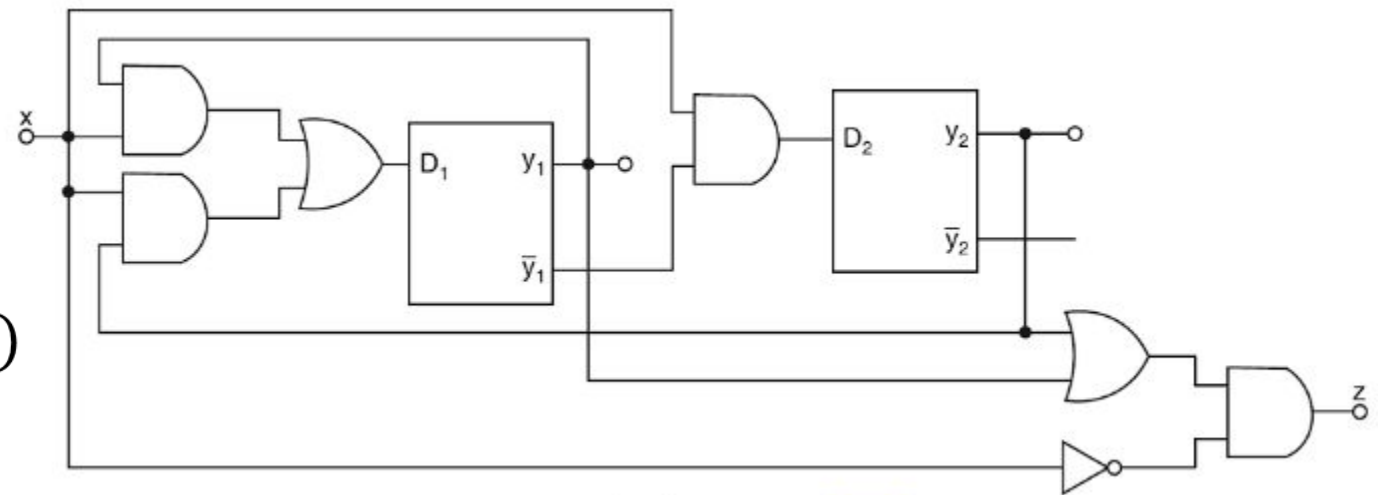 x
D₁
y₁
ȳ₁
D₂
y₂
ȳ₂
)
z